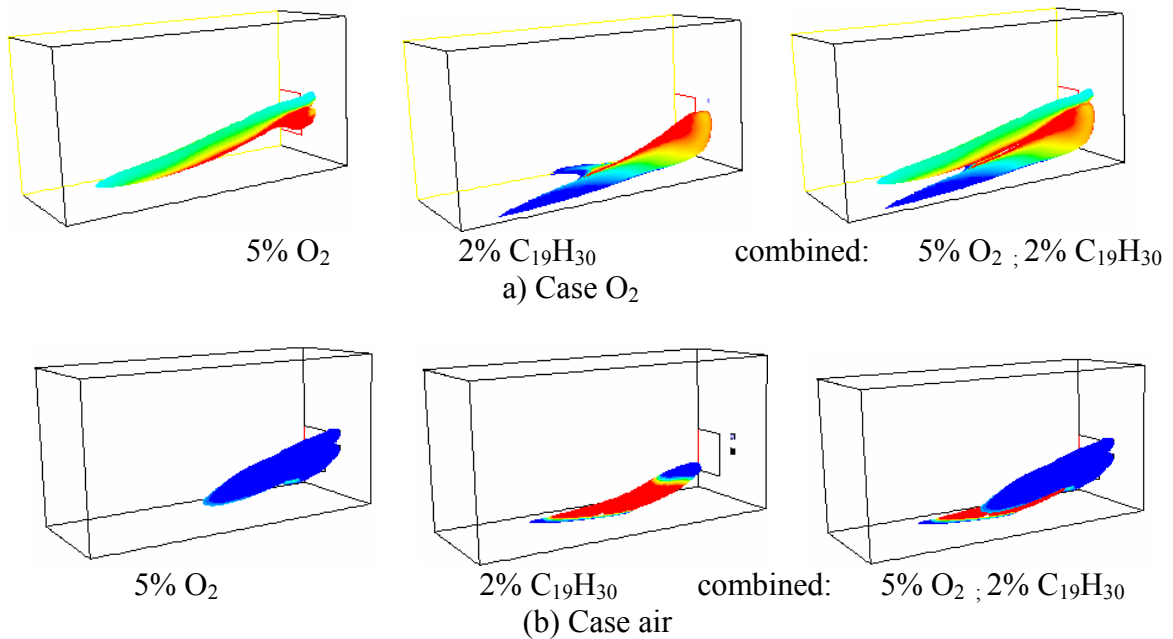 5% O₂ 2% C₁₉H₃₀ combined: 5% O₂ ; 2% C₁₉H₃₀
a) Case O₂
5% O₂ 2% C₁₉H₃₀ combined: 5% O₂ ; 2% C₁₉H₃₀
(b) Case air